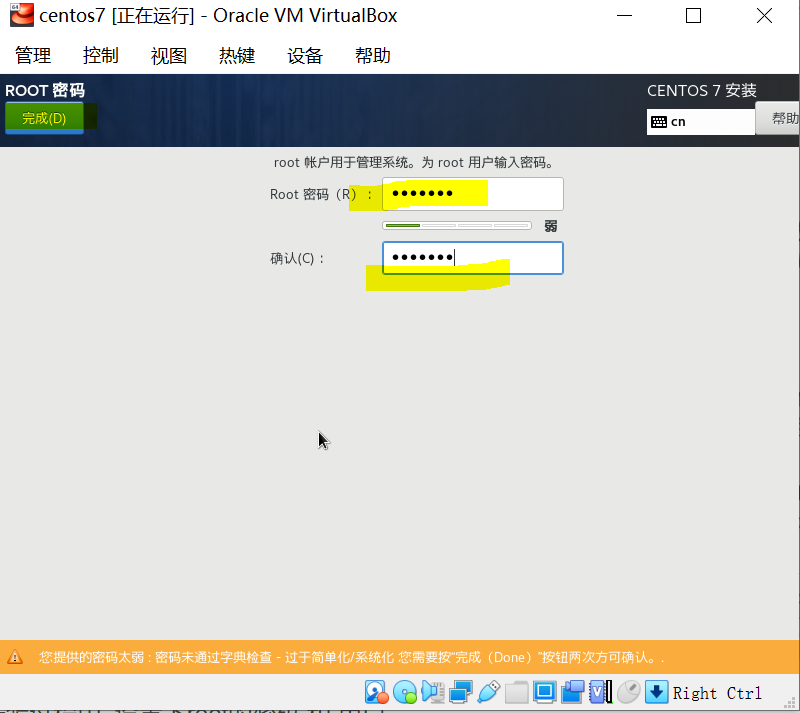 centos7 [正在运行] - Oracle VM VirtualBox
管理 控制 视图 热键 设备 帮助
ROOT 密码 CENTOS 7 安装
完成(D) cn 帮助
root 帐户用于管理系统。为 root 用户输入密码。
Root 密码（R）： ●●●●●●●
弱
确认(C)： ●●●●●●●
您提供的密码太弱 : 密码未通过字典检查 - 过于简单化/系统化 您需要按“完成（Done）”按钮两次方可确认。.
Right Ctrl